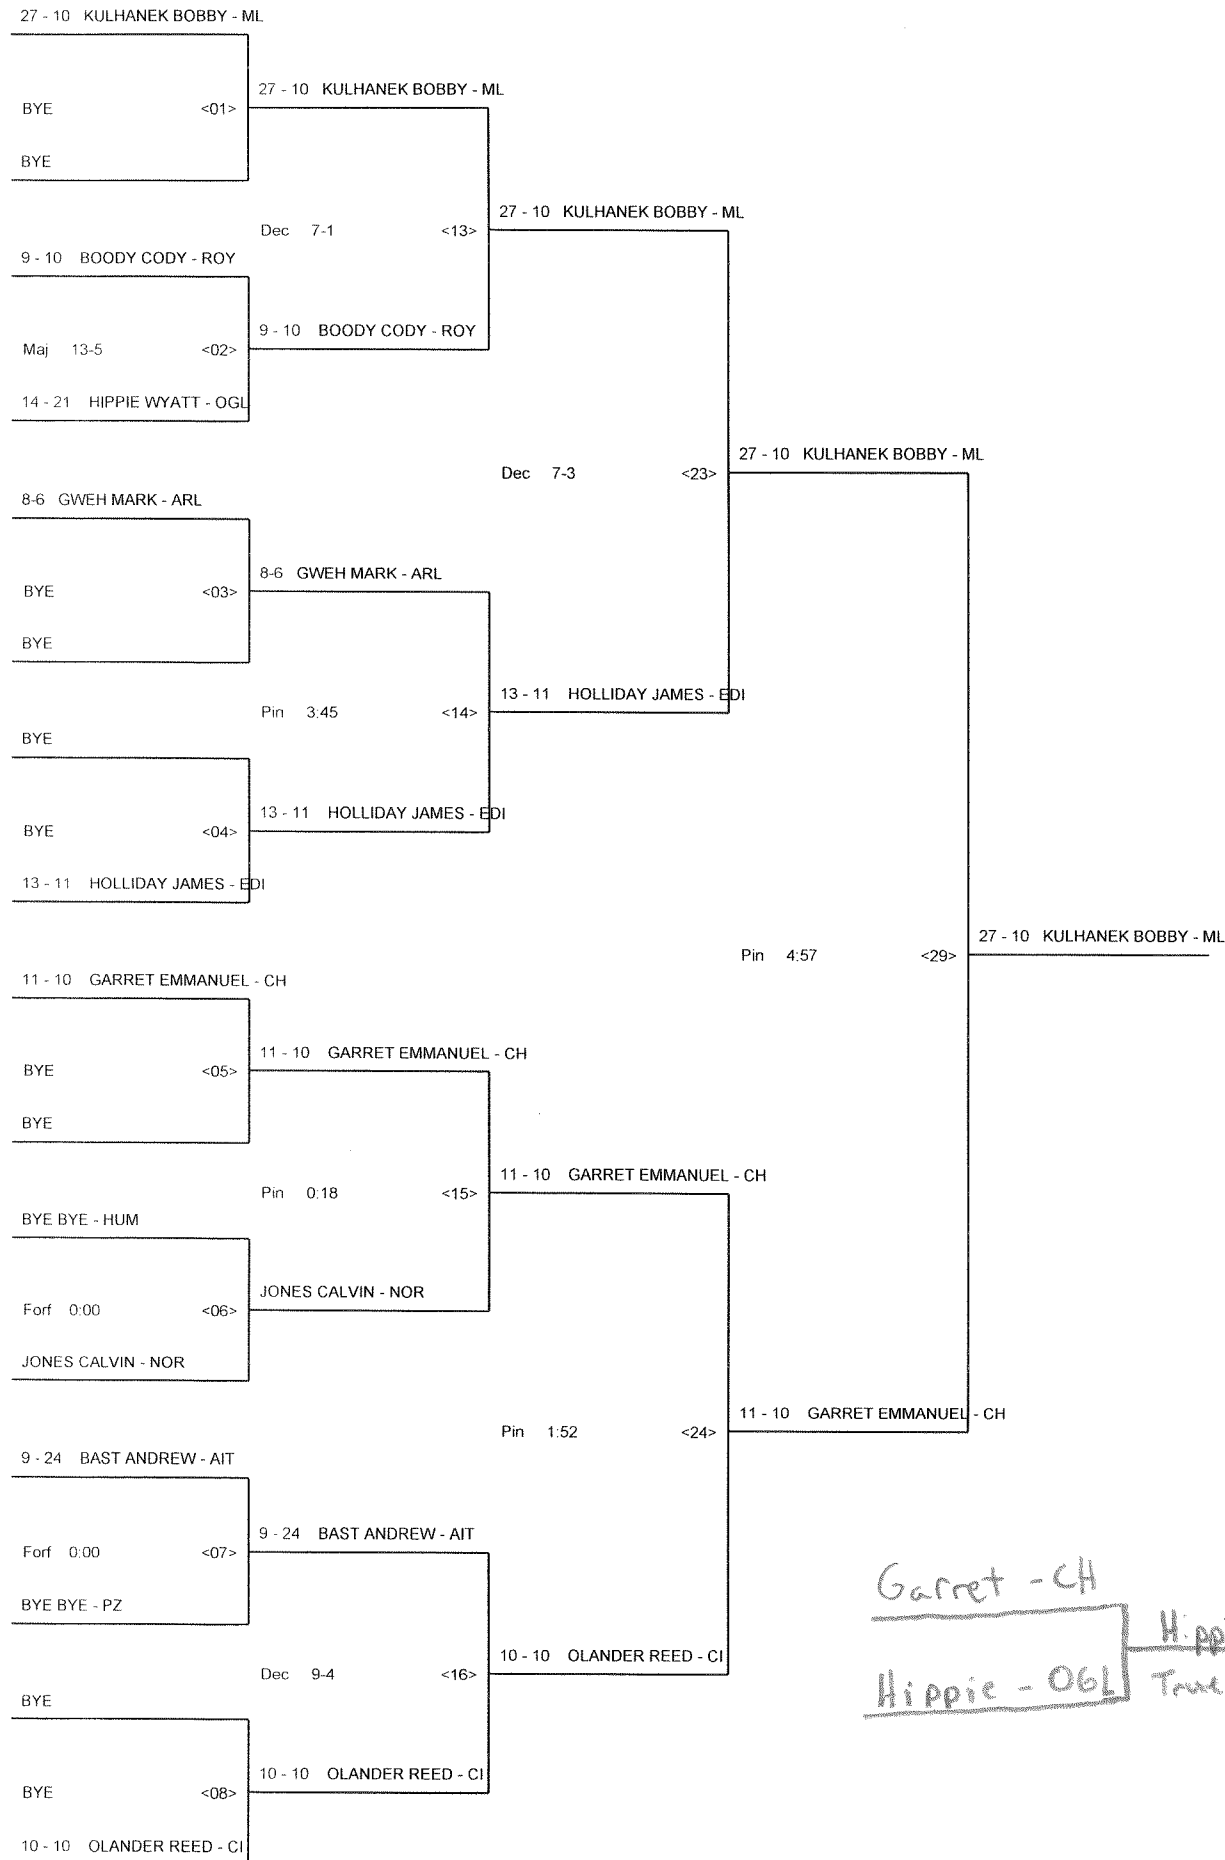 27 - 10 KULHANEK BOBBY - ML
27 - 10 KULHANEK BOBBY - ML
BYE <01>
BYE
27 - 10 KULHANEK BOBBY - ML
Dec 7-1 <13>
9 - 10 BOODY CODY - ROY
9 - 10 BOODY CODY - ROY
Maj 13-5 <02>
14 - 21 HIPPIE WYATT - OGL
27 - 10 KULHANEK BOBBY - ML
Dec 7-3 <23>
8-6 GWEH MARK - ARL
8-6 GWEH MARK - ARL
BYE <03>
BYE
13 - 11 HOLLIDAY JAMES - EDI
Pin 3:45 <14>
BYE
13 - 11 HOLLIDAY JAMES - EDI
BYE <04>
13 - 11 HOLLIDAY JAMES - EDI
27 - 10 KULHANEK BOBBY - ML
Pin 4:57 <29>
11 - 10 GARRET EMMANUEL - CH
11 - 10 GARRET EMMANUEL - CH
BYE <05>
BYE
11 - 10 GARRET EMMANUEL - CH
Pin 0:18 <15>
BYE BYE - HUM
JONES CALVIN - NOR
Forf 0:00 <06>
JONES CALVIN - NOR
11 - 10 GARRET EMMANUEL - CH
Pin 1:52 <24>
9 - 24 BAST ANDREW - AIT
9 - 24 BAST ANDREW - AIT
Forf 0:00 <07>
BYE BYE - PZ
10 - 10 OLANDER REED - CI
Dec 9-4 <16>
BYE
10 - 10 OLANDER REED - CI
BYE <08>
10 - 10 OLANDER REED - CI
Garret - CH
Hippie - OGL